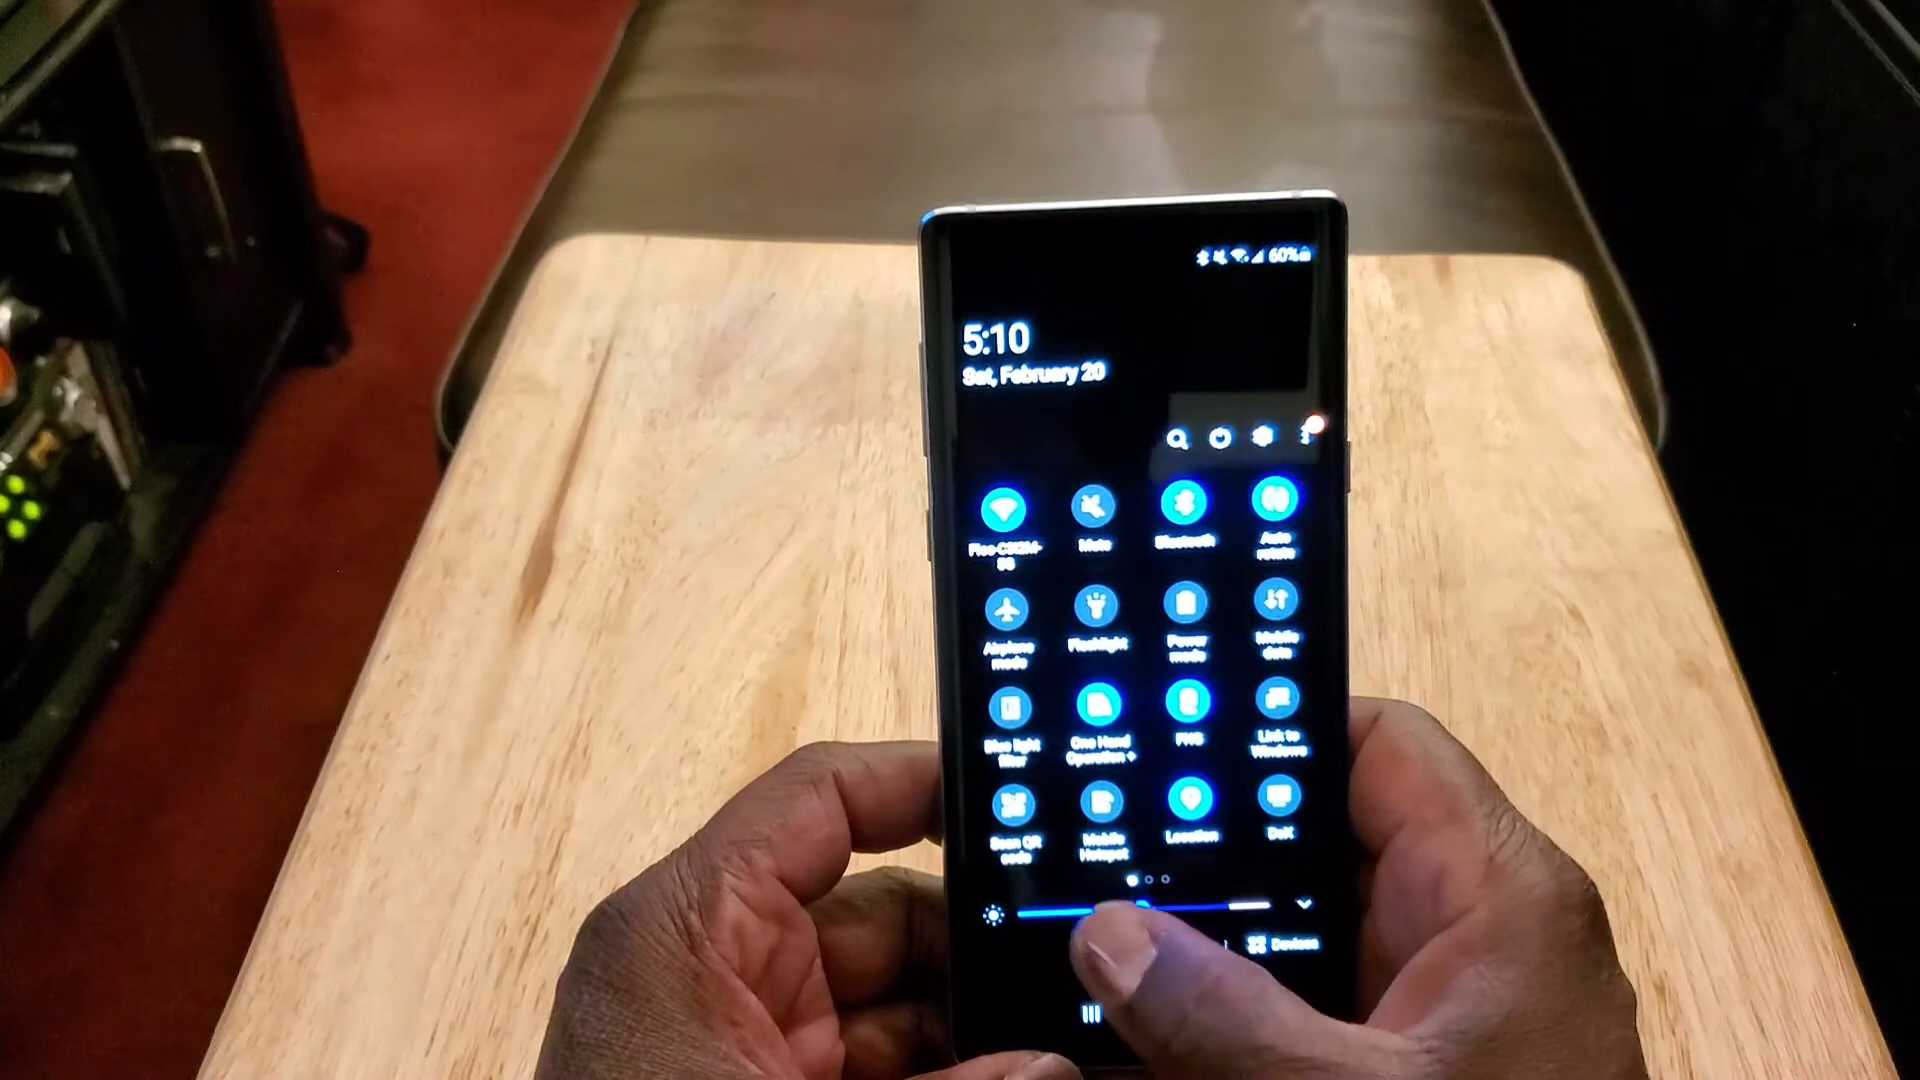 60%
5:10
Sat, February 20
Mute
Bluetooth
Auto
rotate
Airplane
mode
Flashlight
Power
mode
Mobile
data
Blue light
filter
One Hand
Operation +
Link to
Windows
Scan QR
code
Mobile
Hotspot
Location
DeX
Devices